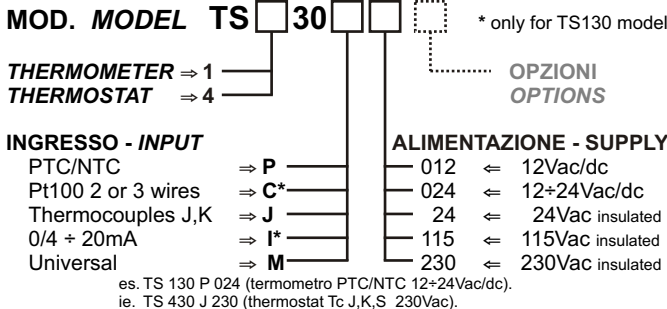 MOD. MODEL TS 30 * only for TS130 model
THERMOMETER ⇒ 1
THERMOSTAT ⇒ 4
OPZIONI
OPTIONS
INGRESSO - INPUT
PTC/NTC ⇒ P
Pt100 2 or 3 wires ⇒ C*
Thermocouples J,K ⇒ J
0/4 ÷ 20mA ⇒ I*
Universal ⇒ M
ALIMENTAZIONE - SUPPLY
012 ⇐ 12Vac/dc
024 ⇐ 12÷24Vac/dc
24 ⇐ 24Vac insulated
115 ⇐ 115Vac insulated
230 ⇐ 230Vac insulated
es. TS 130 P 024 (termometro PTC/NTC 12÷24Vac/dc).
ie. TS 430 J 230 (thermostat Tc J,K,S 230Vac).